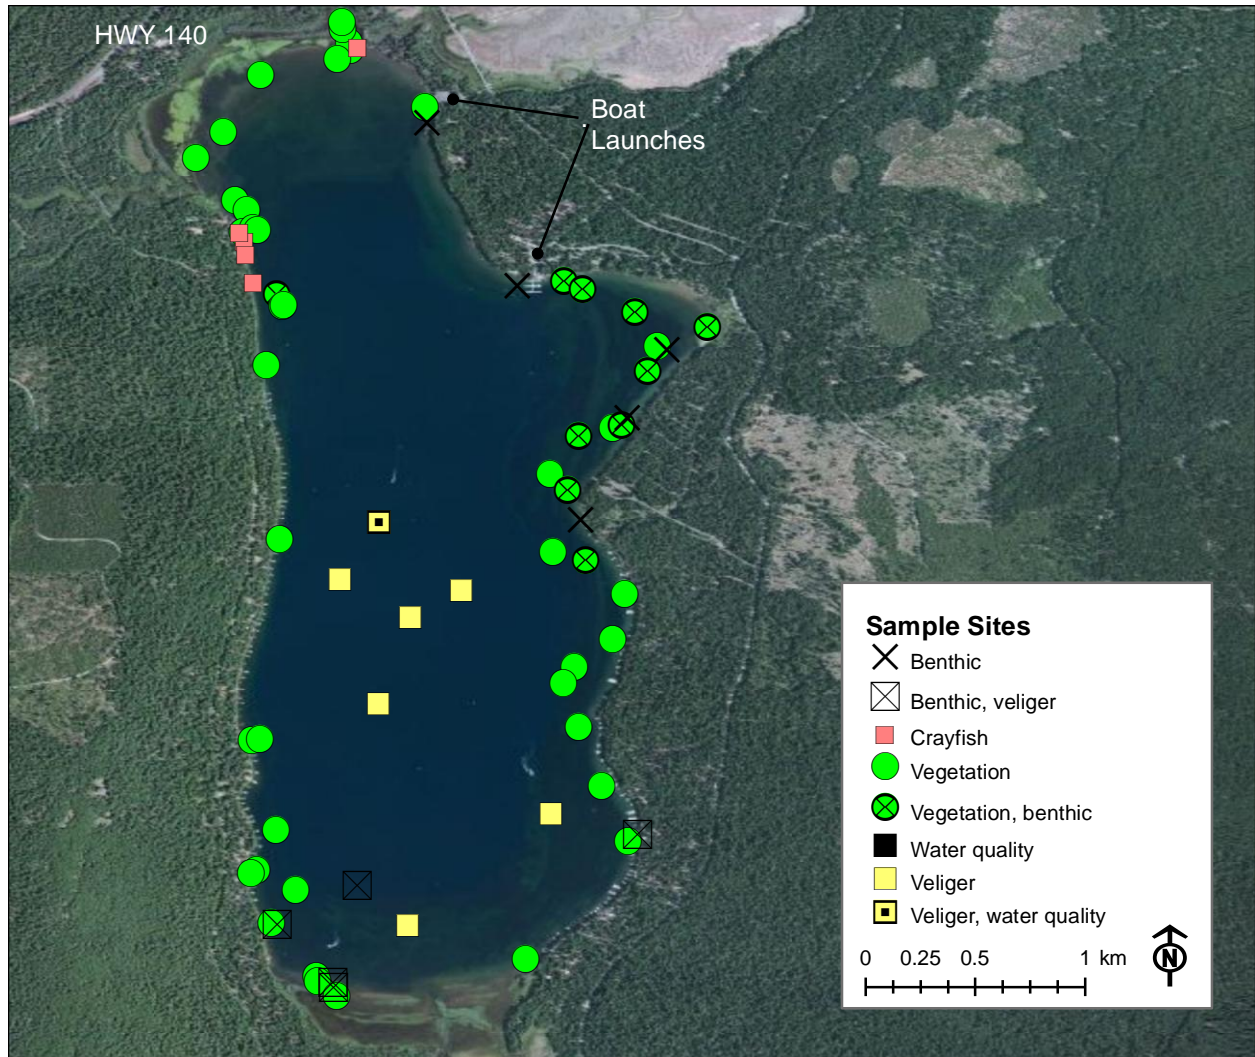 HWY 140
Boat
Launches
Sample Sites
Benthic
Benthic, veliger
Crayfish
Vegetation
Vegetation, benthic
Water quality
Veliger
Veliger, water quality
0 0.25 0.5 1 km
N